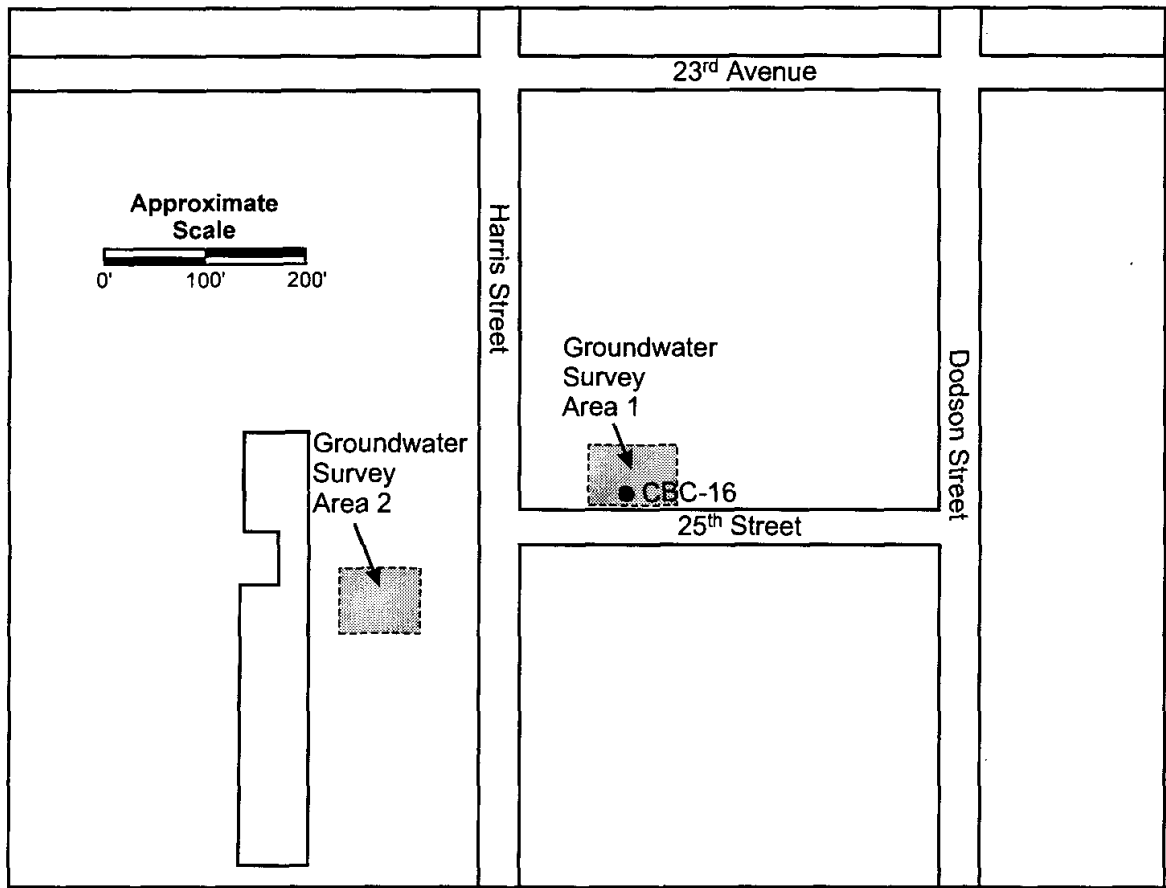 23rd Avenue
Approximate
Scale
0' 100' 200'
Harris Street
Groundwater
Survey
Area 1
Dodson Street
Groundwater
Survey
Area 2
CBC-16
25th Street